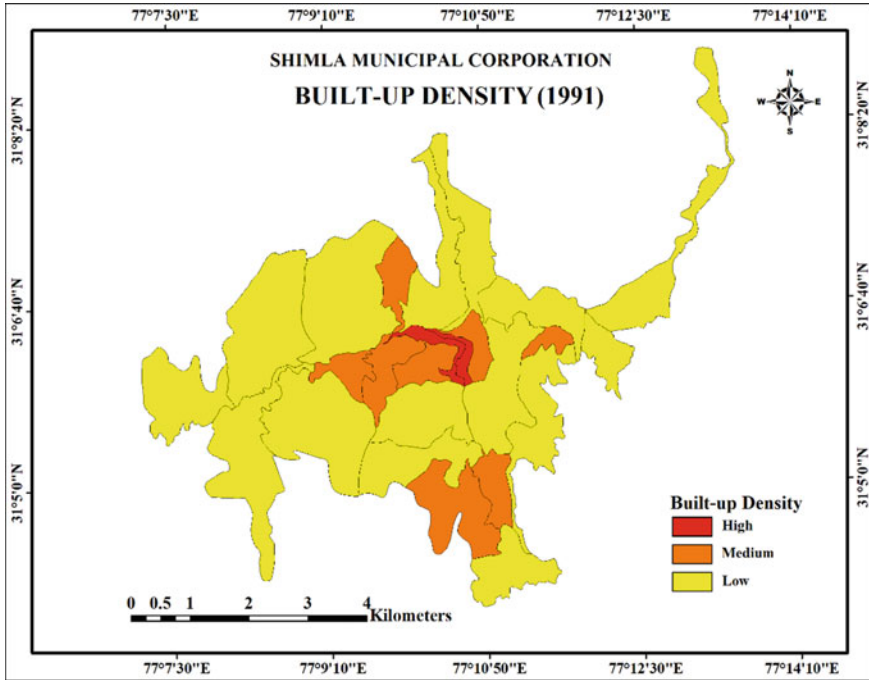 77°7'30"E 77°9'10"E 77°10'50"E 77°12'30"E 77°14'10"E
SHIMLA MUNICIPAL CORPORATION
BUILT-UP DENSITY (1991)
N
W E
S
31°8'20"N 31°8'20"N
31°6'40"N 31°6'40"N
31°5'0"N 31°5'0"N
Built-up Density
High
Medium
Low
0 0.5 1 2 3 4
Kilometers
77°7'30"E 77°9'10"E 77°10'50"E 77°12'30"E 77°14'10"E